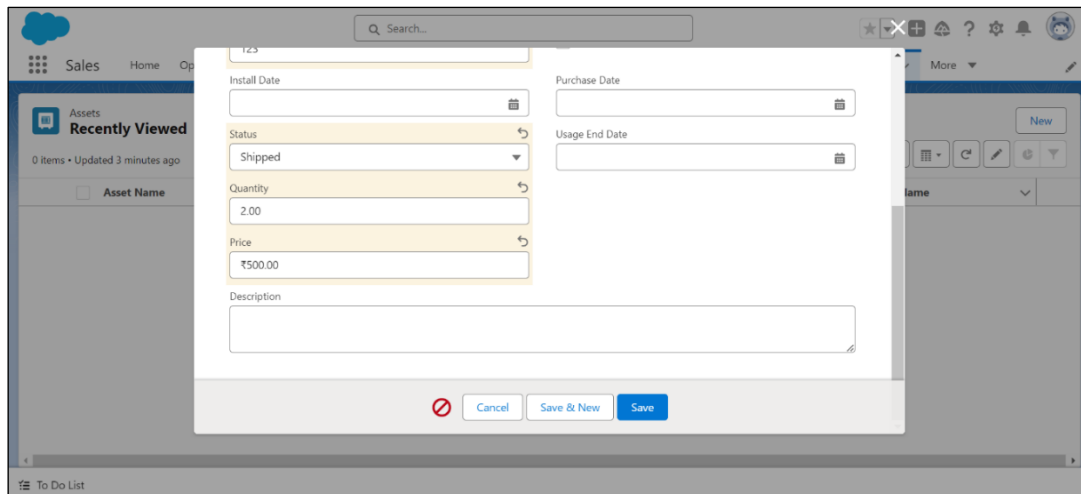 Search...
Sales Home Op More
Assets
Recently Viewed
New
0 items • Updated 3 minutes ago
Asset Name
123
Install Date
Purchase Date
Status
Shipped
Usage End Date
Quantity
2.00
Price
₹500.00
Description
Cancel Save & New Save
To Do List